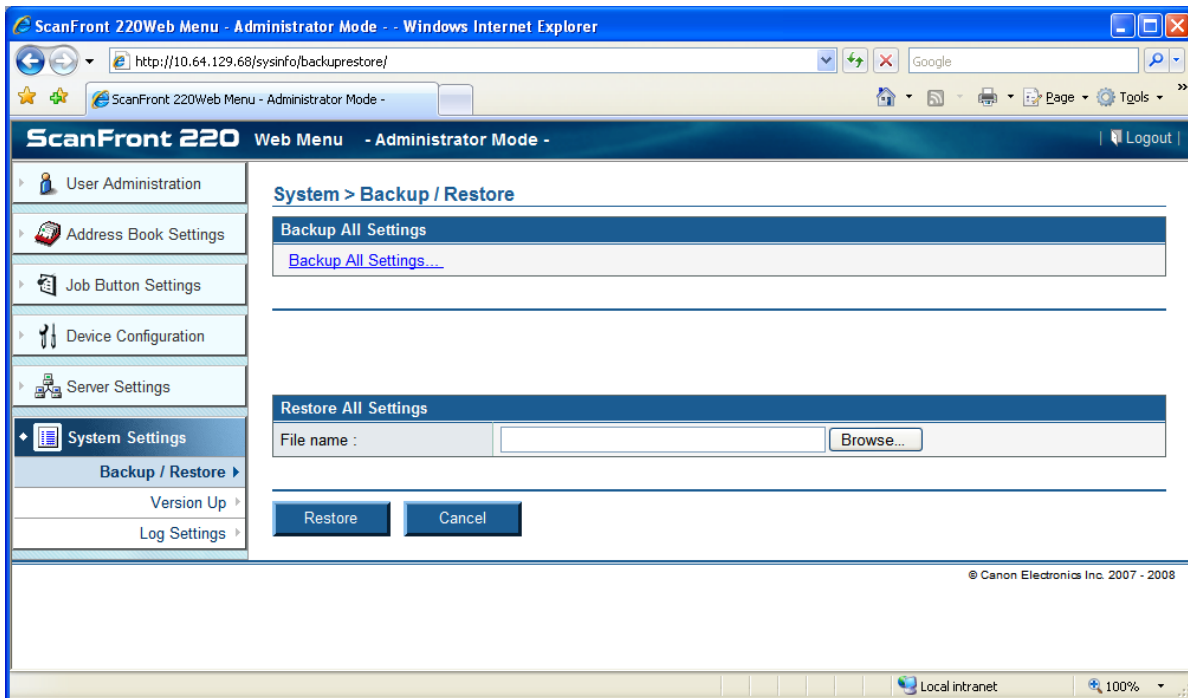 ScanFront 220Web Menu - Administrator Mode - - Windows Internet Explorer
http://10.64.129.68/sysinfo/backuprestore/
Google
ScanFront 220Web Menu - Administrator Mode -
Page
Tools
»
ScanFront 220 Web Menu - Administrator Mode -
| Logout |
User Administration
Address Book Settings
Job Button Settings
Device Configuration
Server Settings
System Settings
Backup / Restore
Version Up
Log Settings
System > Backup / Restore
Backup All Settings
Backup All Settings...
Restore All Settings
File name :
Browse...
Restore
Cancel
© Canon Electronics Inc. 2007 - 2008
Local intranet
100%